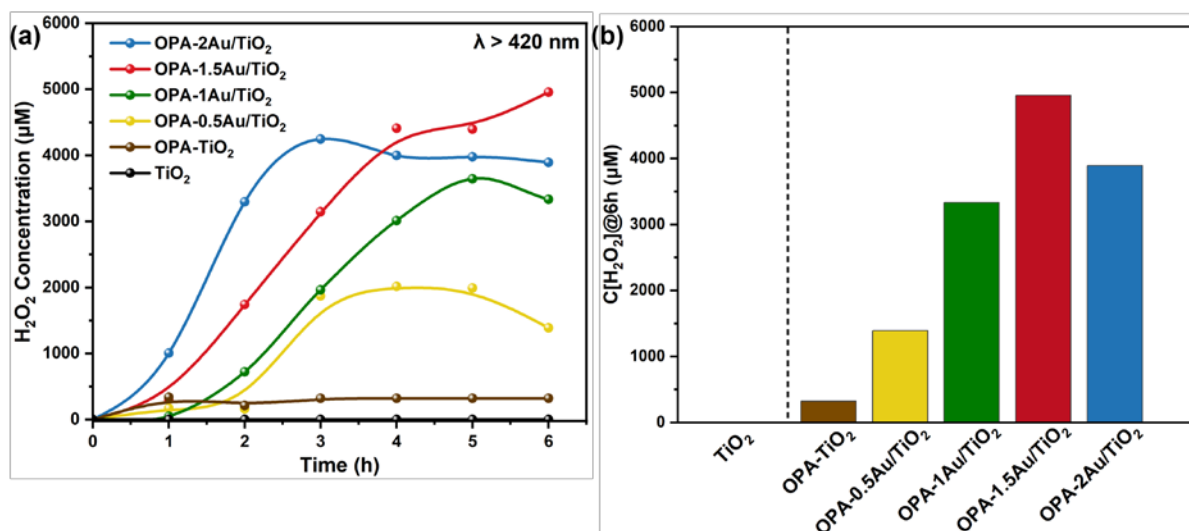 (a)
λ > 420 nm
OPA-2Au/TiO₂
OPA-1.5Au/TiO₂
OPA-1Au/TiO₂
OPA-0.5Au/TiO₂
OPA-TiO₂
TiO₂
H₂O₂ Concentration (µM)
6000
5000
4000
3000
2000
1000
0
0 1 2 3 4 5 6
Time (h)
(b)
C[H₂O₂]@6h (µM)
6000
5000
4000
3000
2000
1000
0
TiO₂
OPA-TiO₂
OPA-0.5Au/TiO₂
OPA-1Au/TiO₂
OPA-1.5Au/TiO₂
OPA-2Au/TiO₂